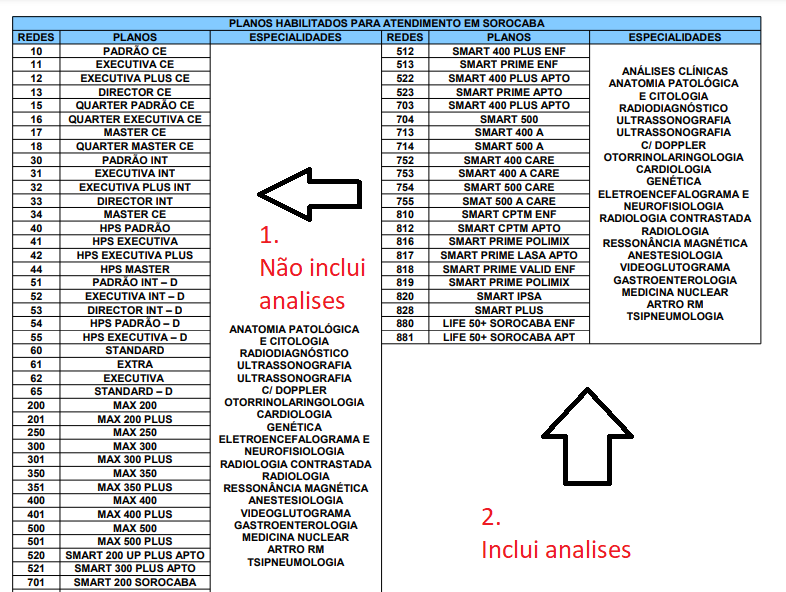 PLANOS HABILITADOS PARA ATENDIMENTO EM SOROCABA
REDES PLANOS ESPECIALIDADES REDES PLANOS ESPECIALIDADES
10 PADRÃO CE
11 EXECUTIVA CE
12 EXECUTIVA PLUS CE
13 DIRECTOR CE
15 QUARTER PADRÃO CE
16 QUARTER EXECUTIVA CE
17 MASTER CE
18 QUARTER MASTER CE
30 PADRÃO INT
31 EXECUTIVA INT
32 EXECUTIVA PLUS INT
33 DIRECTOR INT
34 MASTER CE
40 HPS PADRÃO
41 HPS EXECUTIVA
42 HPS EXECUTIVA PLUS
44 HPS MASTER
51 PADRÃO INT – D
52 EXECUTIVA INT – D
53 DIRECTOR INT – D
54 HPS PADRÃO – D
55 HPS EXECUTIVA – D
60 STANDARD
61 EXTRA
62 EXECUTIVA
65 STANDARD – D
200 MAX 200
201 MAX 200 PLUS
250 MAX 250
300 MAX 300
301 MAX 300 PLUS
350 MAX 350
351 MAX 350 PLUS
400 MAX 400
401 MAX 400 PLUS
500 MAX 500
501 MAX 500 PLUS
520 SMART 200 UP PLUS APTO
521 SMART 300 PLUS APTO
701 SMART 200 SOROCABA
1.
Não inclui
analises
ANATOMIA PATOLÓGICA
E CITOLOGIA
RADIODIAGNÓSTICO
ULTRASSONOGRAFIA
ULTRASSONOGRAFIA
C/ DOPPLER
OTORRINOLARINGOLOGIA
CARDIOLOGIA
GENÉTICA
ELETROENCEFALOGRAMA E
NEUROFISIOLOGIA
RADIOLOGIA CONTRASTADA
RADIOLOGIA
RESSONÂNCIA MAGNÉTICA
ANESTESIOLOGIA
VIDEOGLUTOGRAMA
GASTROENTEROLOGIA
MEDICINA NUCLEAR
ARTRO RM
TSIPNEUMOLOGIA
512 SMART 400 PLUS ENF
513 SMART PRIME ENF
522 SMART 400 PLUS APTO
523 SMART PRIME APTO
703 SMART 400 PLUS APTO
704 SMART 500
713 SMART 400 A
714 SMART 500 A
752 SMART 400 CARE
753 SMART 400 A CARE
754 SMART 500 CARE
755 SMAT 500 A CARE
810 SMART CPTM ENF
812 SMART CPTM APTO
816 SMART PRIME POLIMIX
817 SMART PRIME LASA APTO
818 SMART PRIME VALID ENF
819 SMART PRIME POLIMIX
820 SMART IPSA
828 SMART PLUS
880 LIFE 50+ SOROCABA ENF
881 LIFE 50+ SOROCABA APT
ANÁLISES CLÍNICAS
ANATOMIA PATOLÓGICA
E CITOLOGIA
RADIODIAGNÓSTICO
ULTRASSONOGRAFIA
ULTRASSONOGRAFIA
C/ DOPPLER
OTORRINOLARINGOLOGIA
CARDIOLOGIA
GENÉTICA
ELETROENCEFALOGRAMA E
NEUROFISIOLOGIA
RADIOLOGIA CONTRASTADA
RADIOLOGIA
RESSONÂNCIA MAGNÉTICA
ANESTESIOLOGIA
VIDEOGLUTOGRAMA
GASTROENTEROLOGIA
MEDICINA NUCLEAR
ARTRO RM
TSIPNEUMOLOGIA
2.
Inclui analises